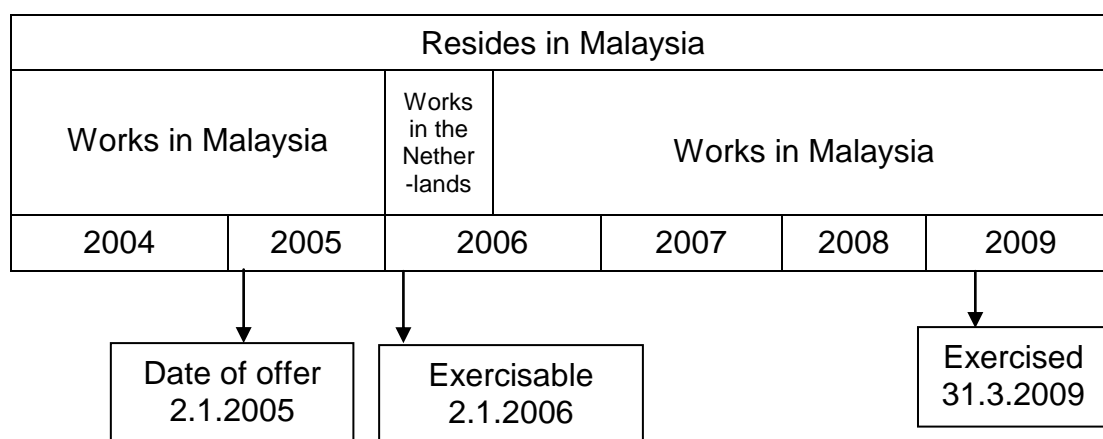 Resides in Malaysia
Works in Malaysia
Works
in the
Nether
-lands
Works in Malaysia
2004
2005
2006
2007
2008
2009
Date of offer
2.1.2005
Exercisable
2.1.2006
Exercised
31.3.2009